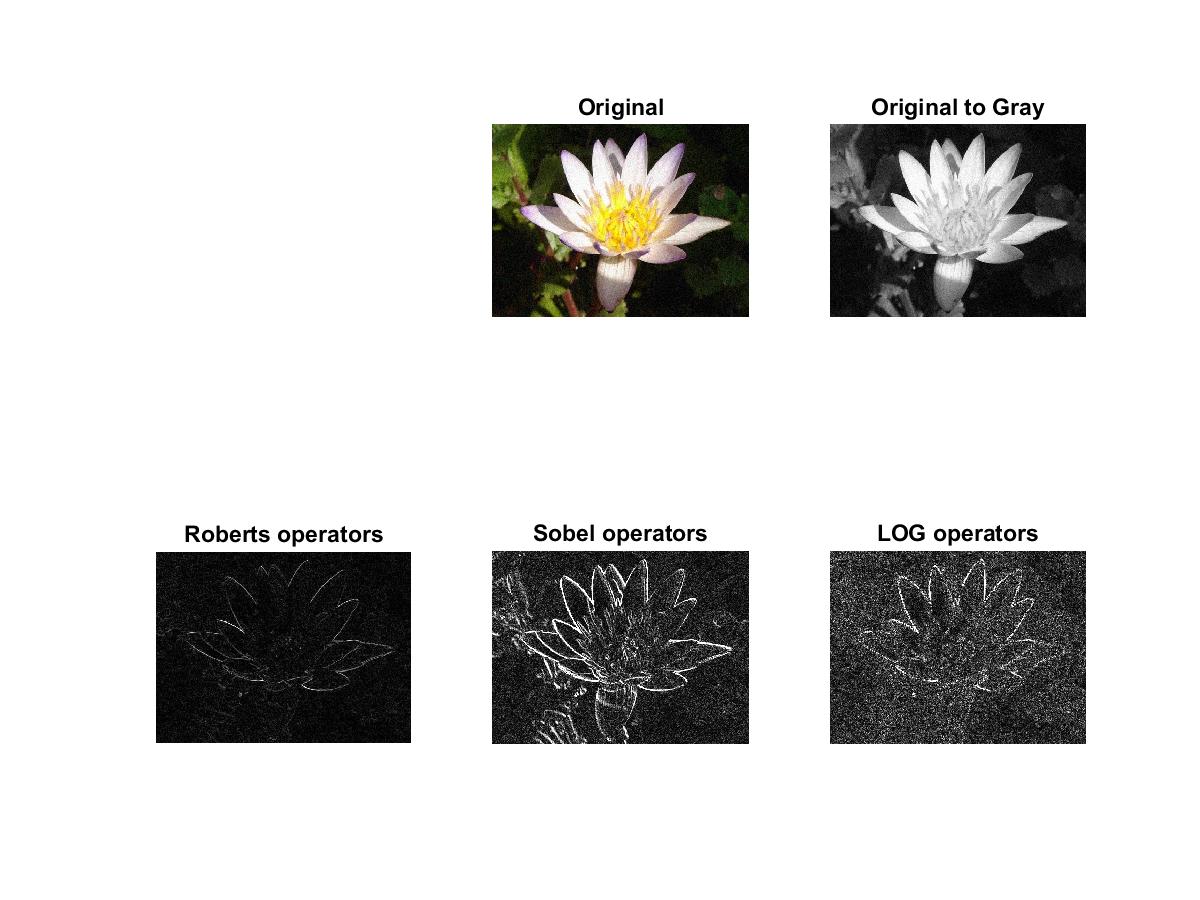 Original
Original to Gray
Roberts operators
Sobel operators
LOG operators